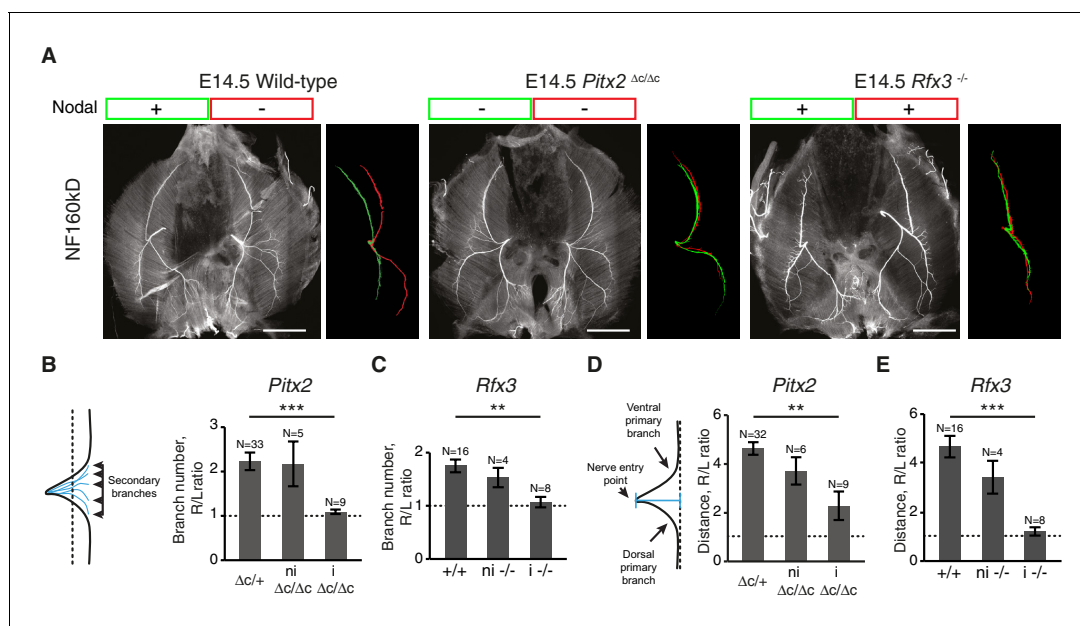 A
E14.5 Wild-type
E14.5 Pitx2 Δc/Δc
E14.5 Rfx3 -/-
Nodal
+
-
-
-
+
+
NF160kD
B
Secondary
branches
Pitx2
***
Branch number,
R/Lratio
3
2
1
0
N=33
N=5
N=9
Δc/+
ni
Δc/Δc
i
Δc/Δc
C
Rfx3
**
Branch number,
R/L ratio
2
1
0
N=16
N=4
N=8
+/+
ni -/-
i -/-
D
Ventral
primary
branch
Nerve entry
point
Dorsal
primary
branch
Pitx2
**
Distance, R/L ratio
6
4
2
0
N=32
N=6
N=9
Δc/+
ni
Δc/Δc
i
Δc/Δc
E
Rfx3
***
Distance, R/L ratio
6
4
2
0
N=16
N=4
N=8
+/+
ni -/-
i -/-